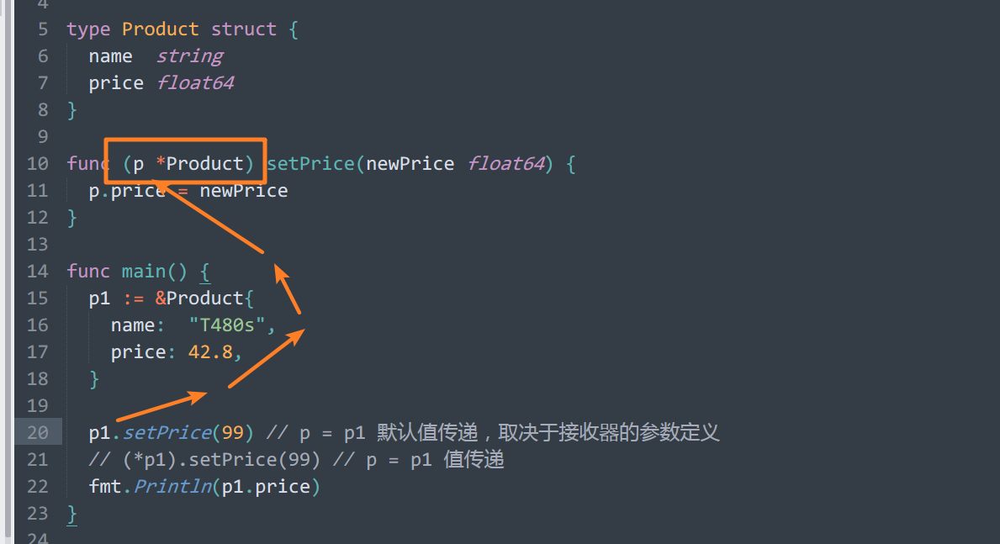 4
5 type Product struct {
6   name  string
7   price float64
8 }
9
10 func (p *Product) setPrice(newPrice float64) {
11   p.price = newPrice
12 }
13
14 func main() {
15   p1 := &Product{
16     name:  "T480s",
17     price: 42.8,
18   }
19
20   p1.setPrice(99) // p = p1 默认值传递，取决于接收器的参数定义
21   // (*p1).setPrice(99) // p = p1 值传递
22   fmt.Println(p1.price)
23 }
24